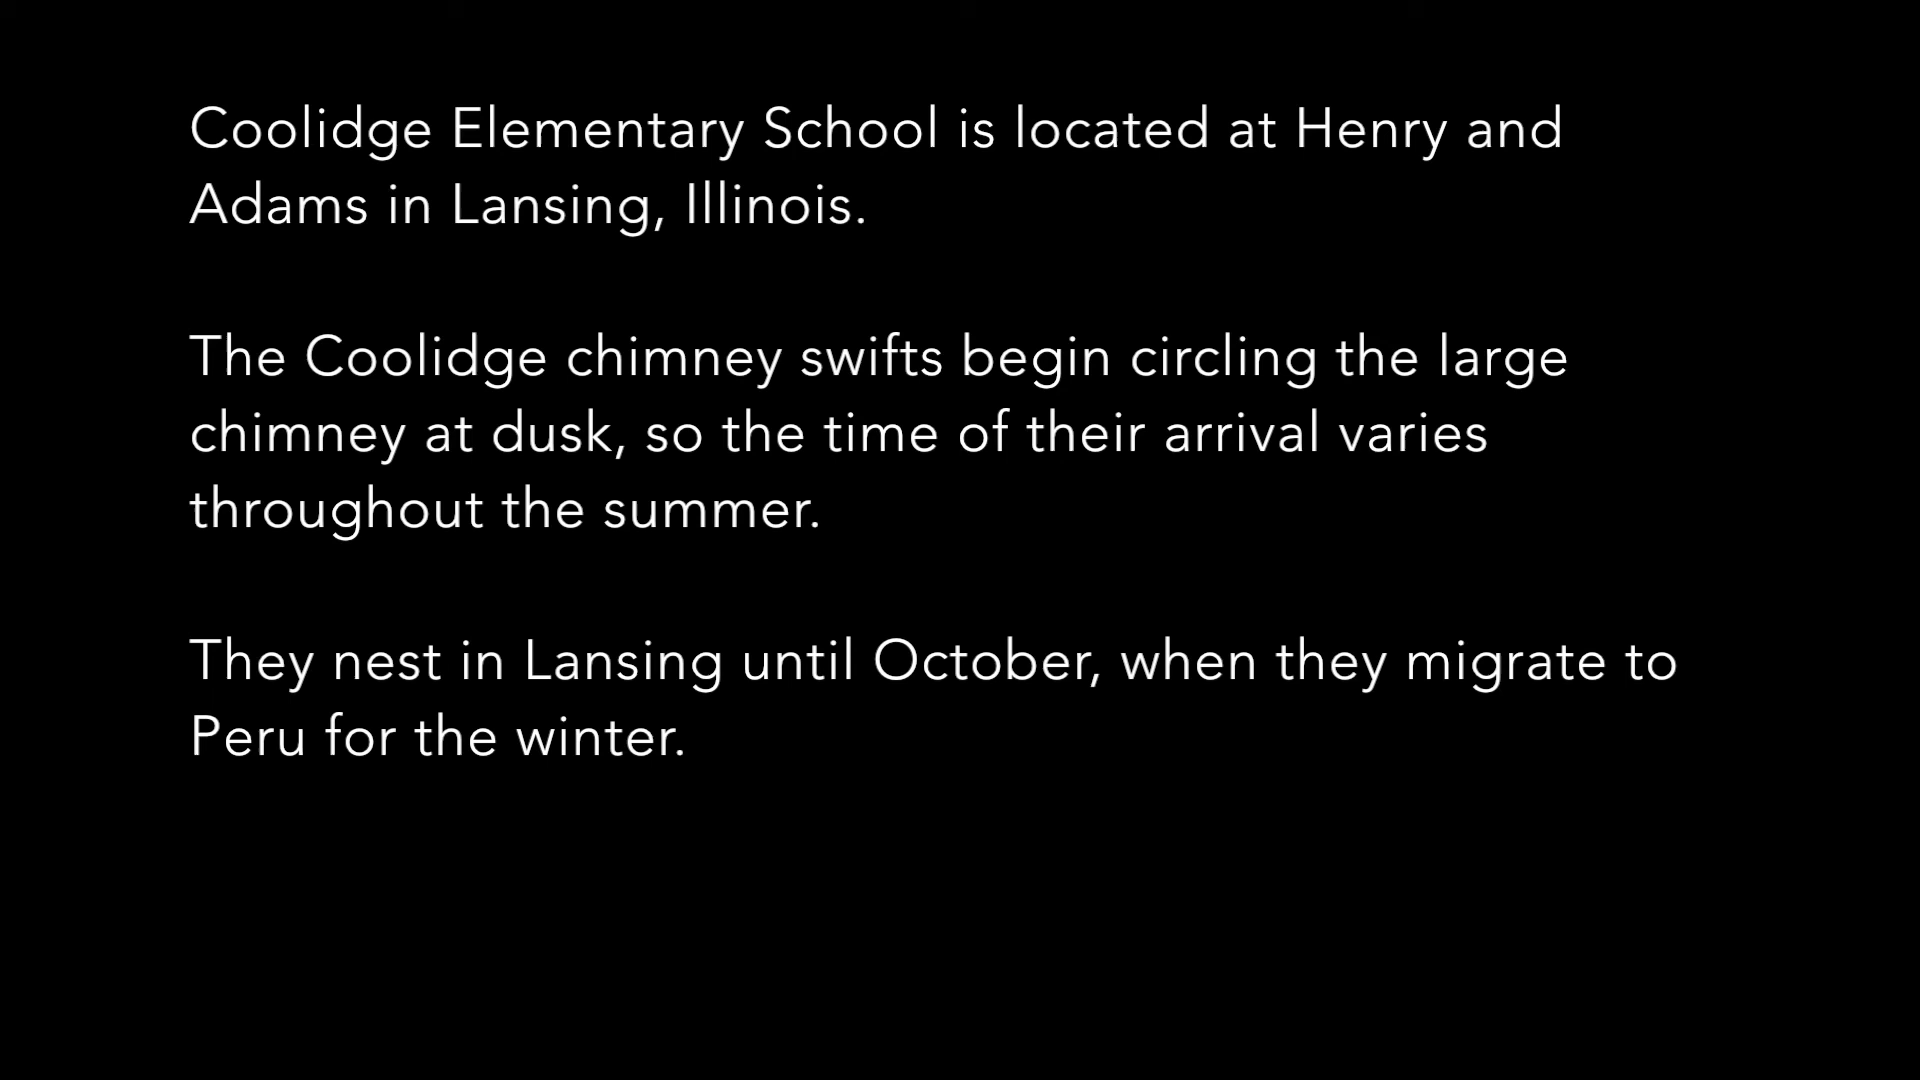 Coolidge Elementary School is located at Henry and
Adams in Lansing, Illinois.
The Coolidge chimney swifts begin circling the large
chimney at dusk, so the time of their arrival varies
throughout the summer.
They nest in Lansing until October, when they migrate to
Peru for the winter.